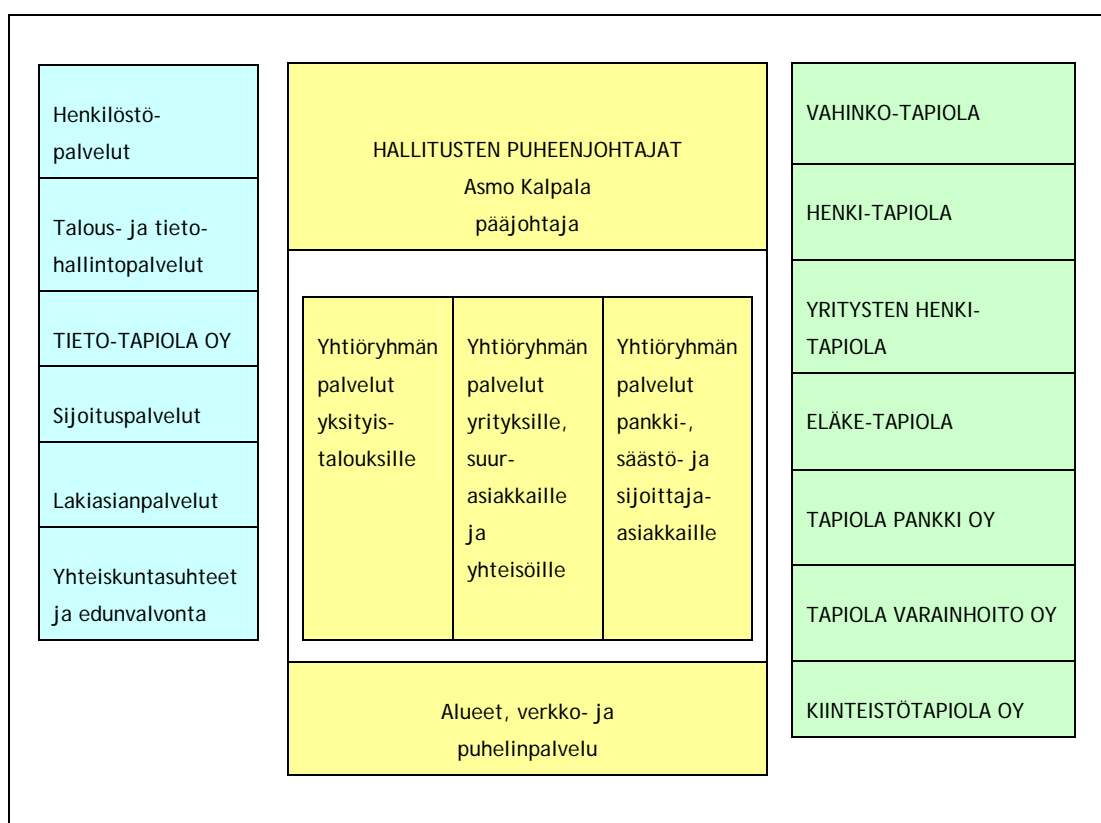 Henkilöstö-
palvelut
Talous- ja tieto-
hallintopalvelut
TIETO-TAPIOLA OY
Sijoituspalvelut
Lakiasianpalvelut
Yhteiskuntasuhteet
ja edunvalvonta
HALLITUSTEN PUHEENJOHTAJAT
Asmo Kalpala
pääjohtaja
Yhtiöryhmän
palvelut
yksityis-
talouksille
Yhtiöryhmän
palvelut
yrityksille,
suur-
asiakkaille
ja
yhteisöille
Yhtiöryhmän
palvelut
pankki-,
säästö- ja
sijoittaja-
asiakkaille
Alueet, verkko- ja
puhelinpalvelu
VAHINKO-TAPIOLA
HENKI-TAPIOLA
YRITYSTEN HENKI-
TAPIOLA
ELÄKE-TAPIOLA
TAPIOLA PANKKI OY
TAPIOLA VARAINHOITO OY
KIINTEISTÖTAPIOLA OY